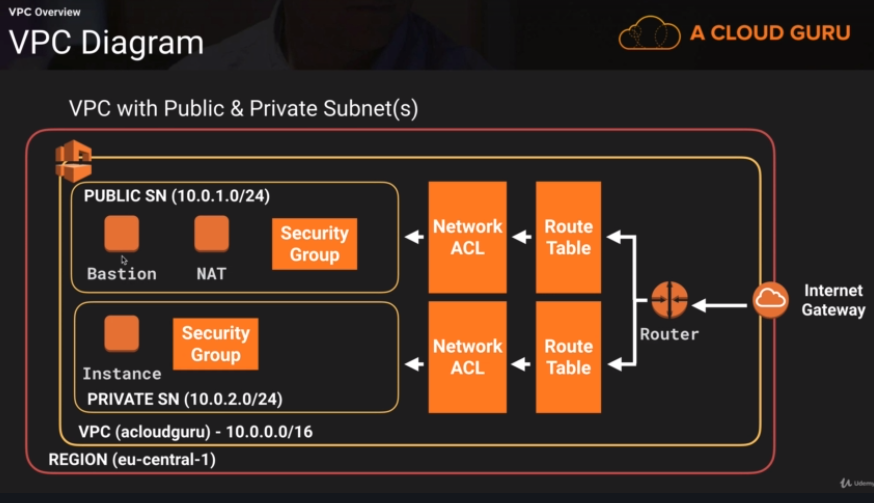 VPC Overview
VPC Diagram
A CLOUD GURU
VPC with Public & Private Subnet(s)
PUBLIC SN (10.0.1.0/24)
Bastion
NAT
Security
Group
Network
ACL
Route
Table
Instance
Security
Group
PRIVATE SN (10.0.2.0/24)
Network
ACL
Route
Table
Router
Internet
Gateway
VPC (acloudguru) - 10.0.0.0/16
REGION (eu-central-1)
Udemy